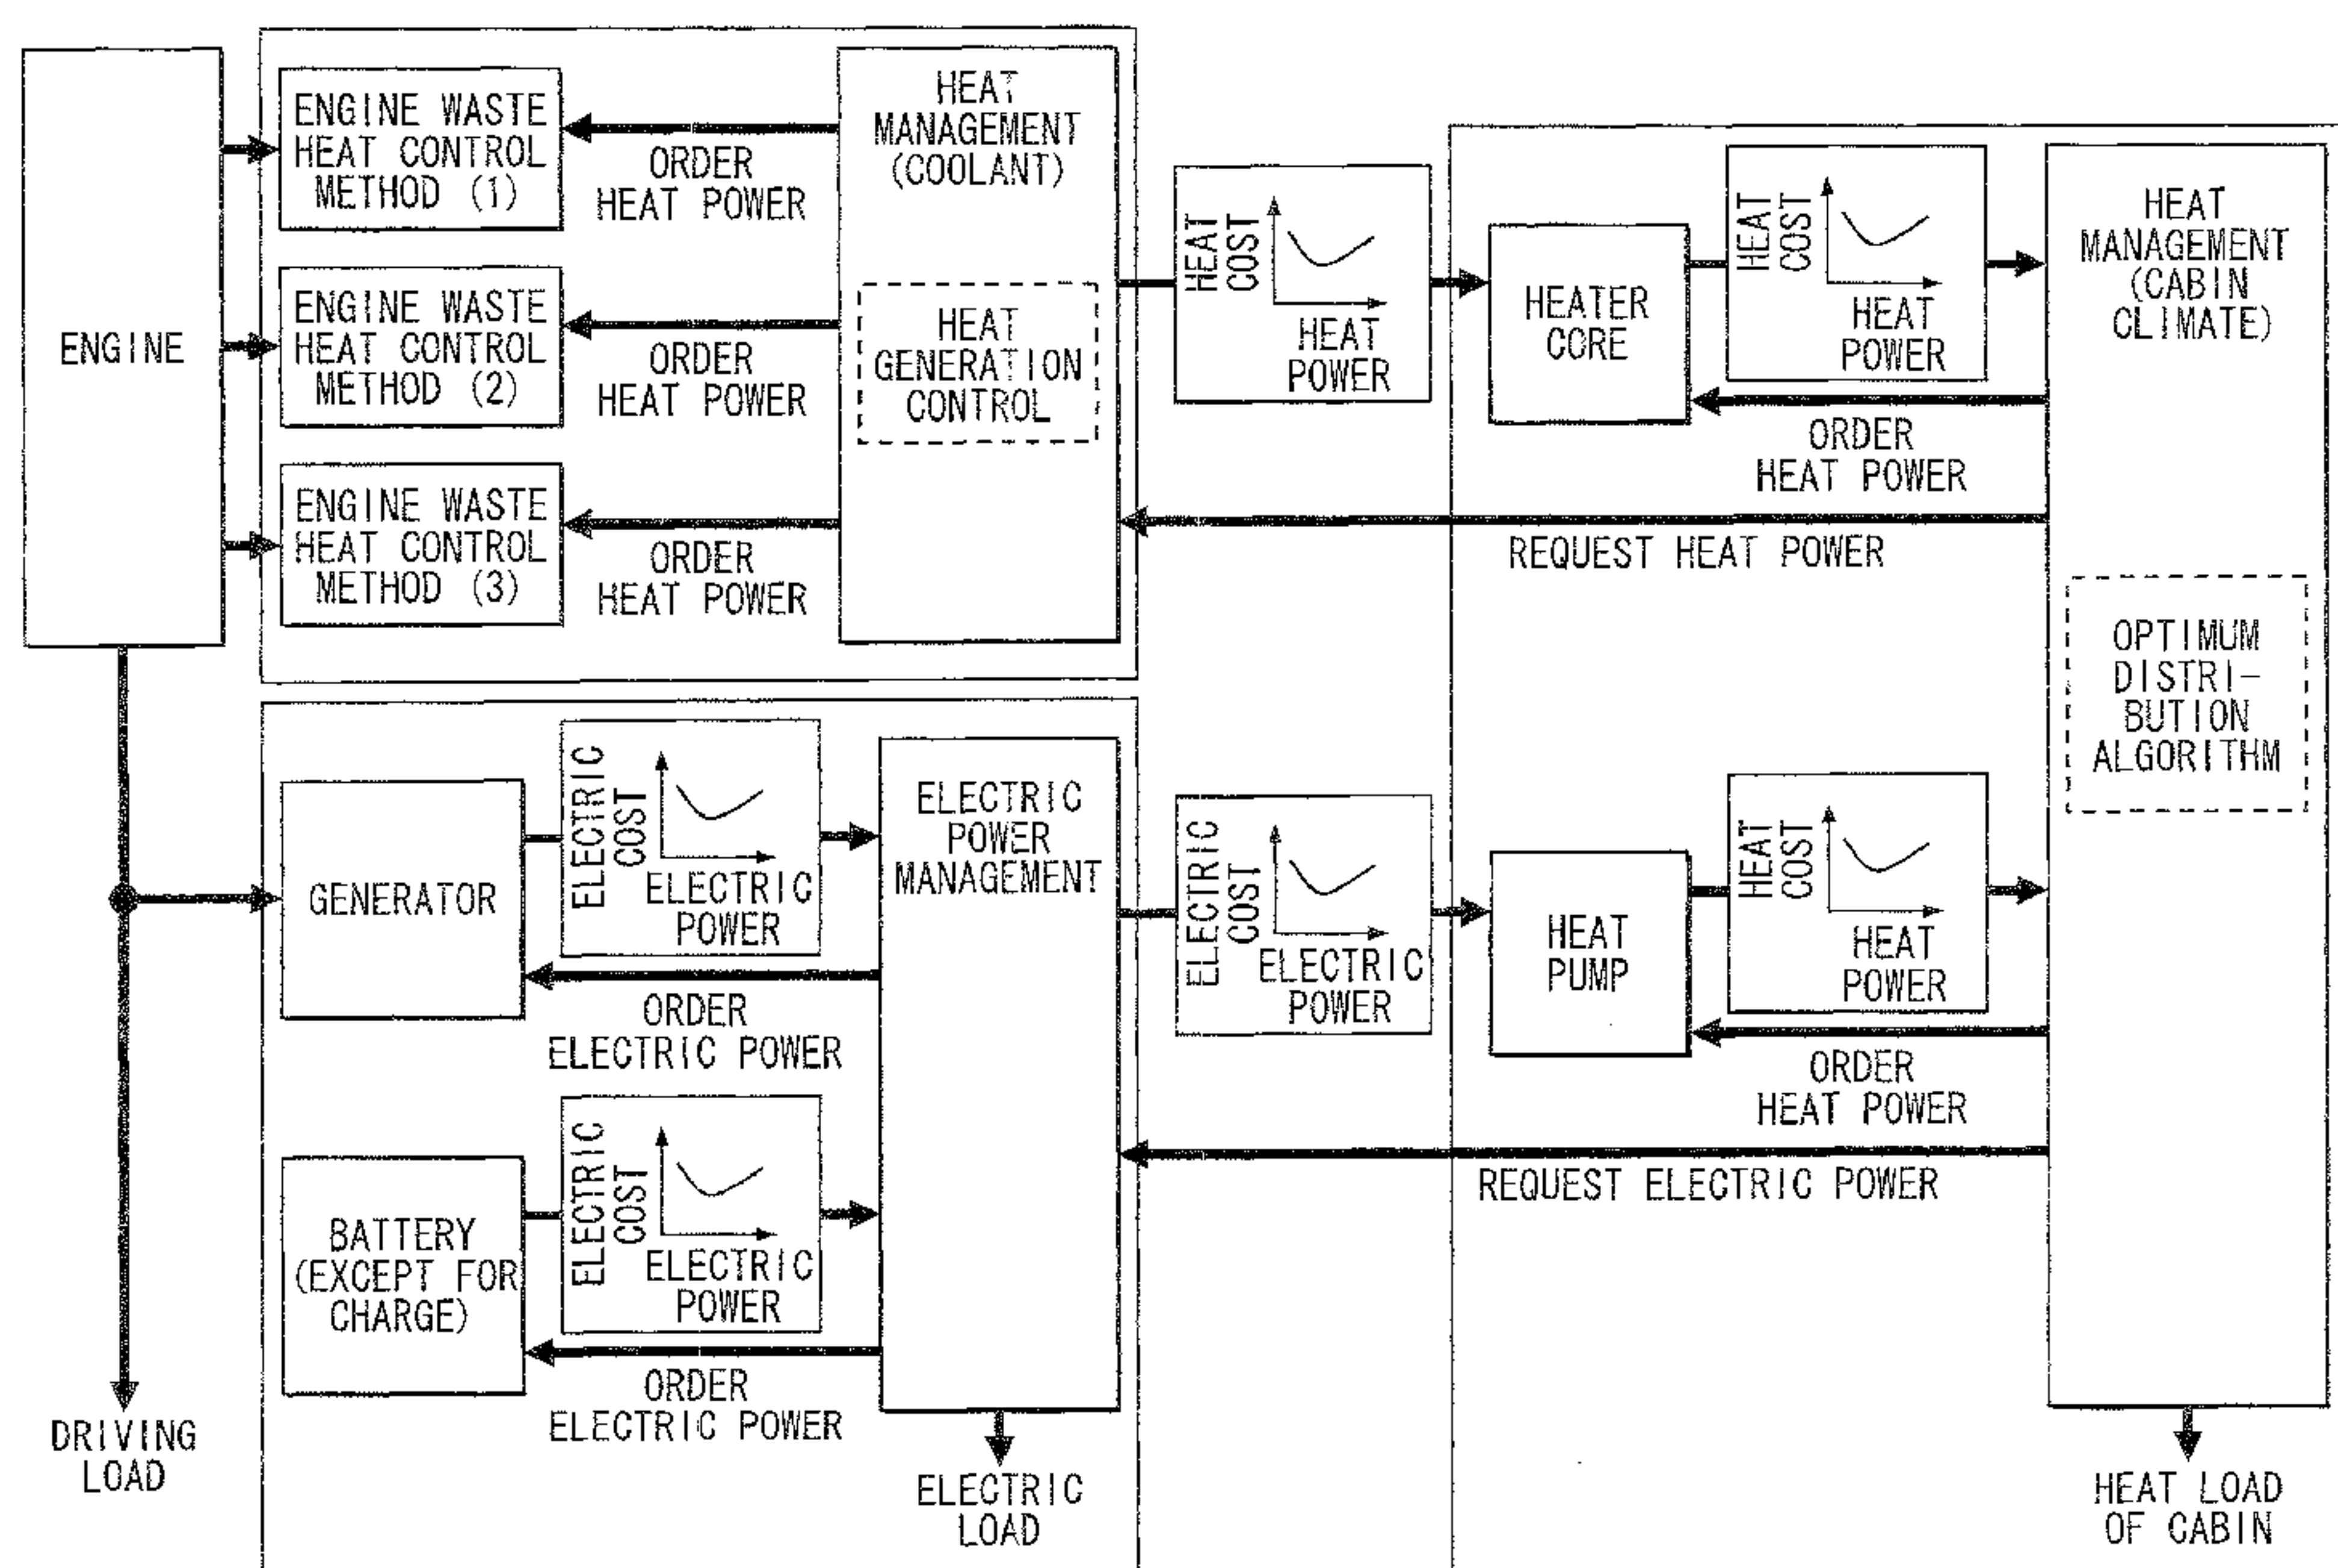 ENGINE
ENGINE WASTE
HEAT CONTROL
METHOD (1)
ORDER
HEAT POWER
ENGINE WASTE
HEAT CONTROL
METHOD (2)
ORDER
HEAT POWER
ENGINE WASTE
HEAT CONTROL
METHOD (3)
ORDER
HEAT POWER
HEAT
MANAGEMENT
(COOLANT)
HEAT
GENERATION
CONTROL
HEAT
COST
HEAT
POWER
HEATER
CORE
HEAT
COST
HEAT
POWER
ORDER
HEAT POWER
REQUEST HEAT POWER
HEAT
MANAGEMENT
(CABIN
CLIMATE)
OPTIMUM
DISTRI-
BUTION
ALGORITHM
GENERATOR
ELECTRIC
COST
ELECTRIC
POWER
ORDER
ELECTRIC POWER
BATTERY
(EXCEPT FOR
CHARGE)
ELECTRIC
COST
ELECTRIC
POWER
ORDER
ELECTRIC POWER
ELECTRIC
POWER
MANAGEMENT
ELECTRIC
COST
ELECTRIC
POWER
HEAT
PUMP
HEAT
COST
HEAT
POWER
ORDER
HEAT POWER
REQUEST ELECTRIC POWER
DRIVING
LOAD
ELECTRIC
LOAD
HEAT LOAD
OF CABIN